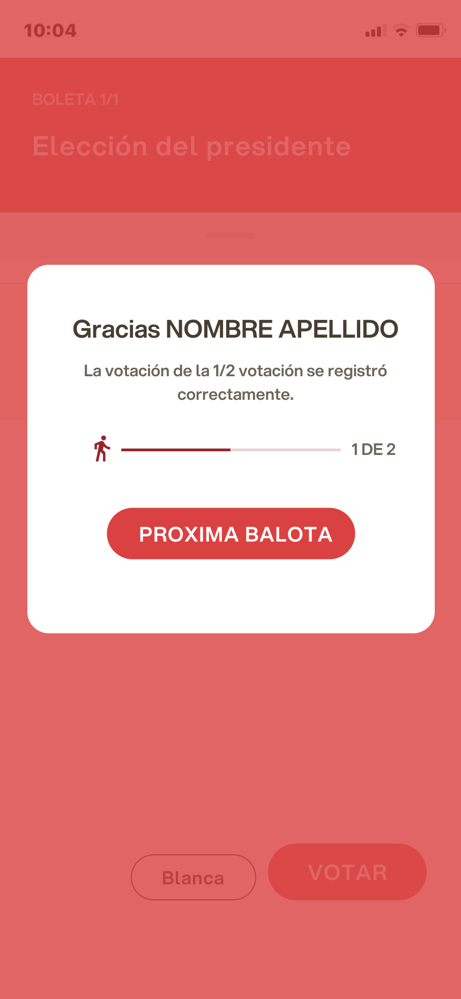 10:04
BOLETA 1/1
Elección del presidente
Gracias NOMBRE APELLIDO
La votación de la 1/2 votación se registró
correctamente.
1 DE 2
PROXIMA BALOTA
Blanca
VOTAR